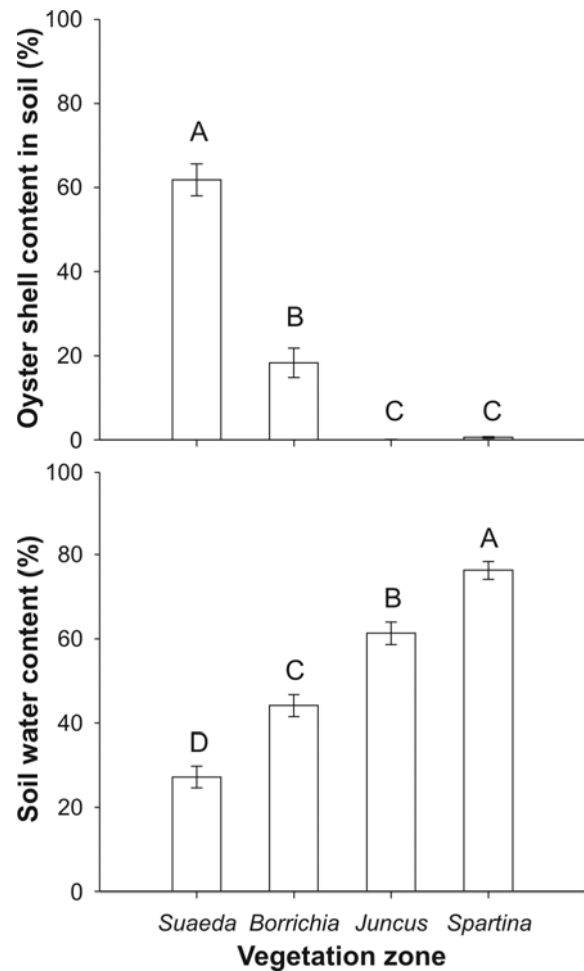 Oyster shell content in soil (%)
100
80
60
40
20
0
A
B
C
C
Soil water content (%)
100
80
60
40
20
0
D
C
B
A
Suaeda Borrichia Juncus Spartina
Vegetation zone